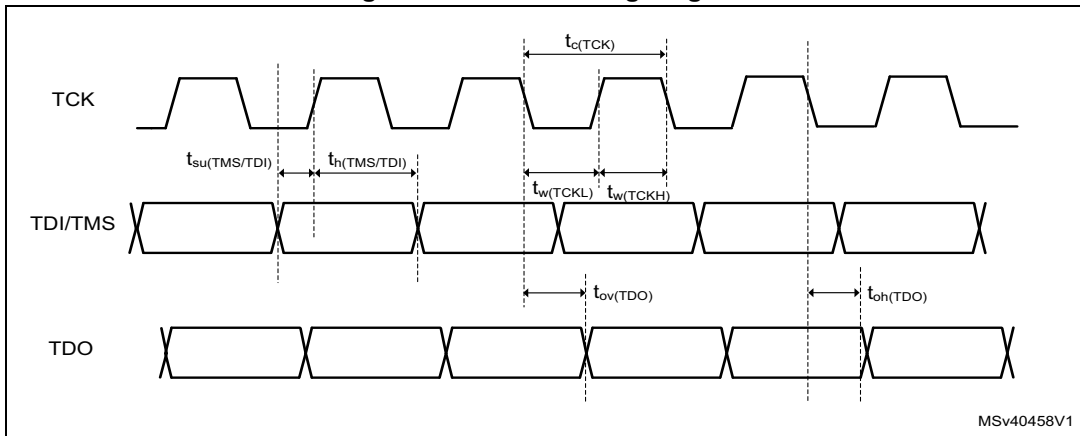 tc(TCK)
TCK
tsu(TMS/TDI) th(TMS/TDI)
tw(TCKL) tw(TCKH)
TDI/TMS
tov(TDO) toh(TDO)
TDO
MSv40458V1